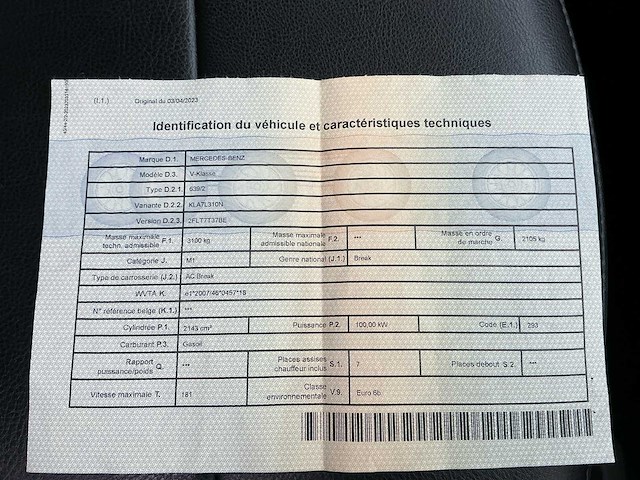 (I.1.) Original du 03/04/2023
Identification du véhicule et caractéristiques techniques
Marque D.1. MERCEDES-BENZ
Modèle D.3. V-Klasse
Type D.2.1. 639/2
Variante D.2.2. KLA7L310N
Version D.2.3. 2FLT7T37BE
Masse maximale techn. admissible F.1. 3100 kg Masse maximale admissible nationale F.2. *** Masse en ordre de marche G. 2105 kg
Catégorie J. M1 Genre national (J.1.) Break
Type de carrosserie (J.2.) AC Break
WVTA K. e1*2007/46*0457*18
N° référence belge (K.1.) ***
Cylindrée P.1. 2143 cm³ Puissance P.2. 100,00 kW Code (E.1.) 293
Carburant P.3. Gasoil
Rapport puissance/poids Q. *** Places assises chauffeur inclus S.1. 7 Places debout S.2. ***
Vitesse maximale T. 181 Classe environnementale V.9. Euro 6b